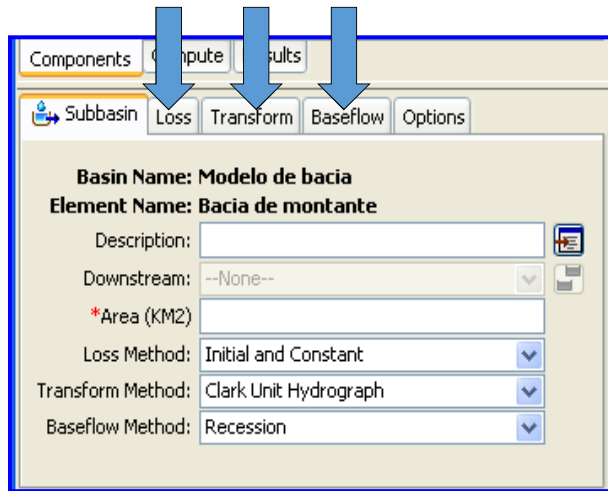 Components
Subbasin Loss Transform Baseflow Options
Basin Name: Modelo de bacia
Element Name: Bacia de montante
Description:
Downstream: --None--
*Area (KM2)
Loss Method: Initial and Constant
Transform Method: Clark Unit Hydrograph
Baseflow Method: Recession